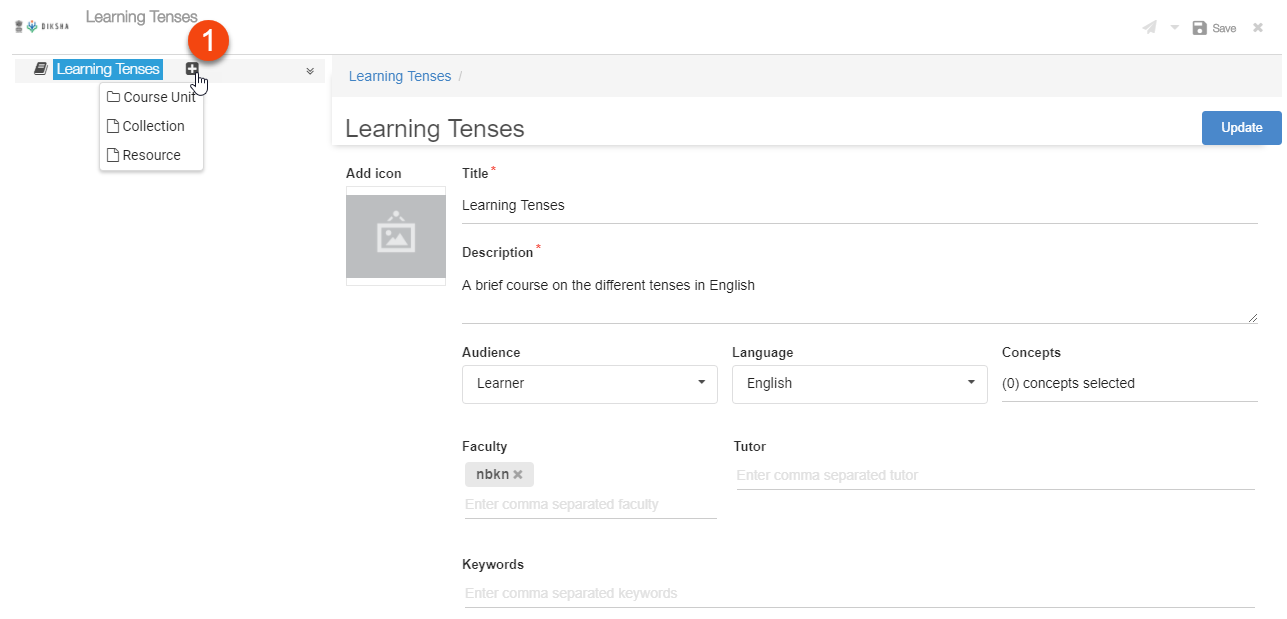 DIKSHA
Learning Tenses
1
Save
Learning Tenses
Course Unit
Collection
Resource
Learning Tenses /
Learning Tenses
Update
Add icon
Title*
Learning Tenses
Description*
A brief course on the different tenses in English
Audience
Language
Concepts
Learner
English
(0) concepts selected
Faculty
Tutor
nbkn
Enter comma separated tutor
Enter comma separated faculty
Keywords
Enter comma separated keywords